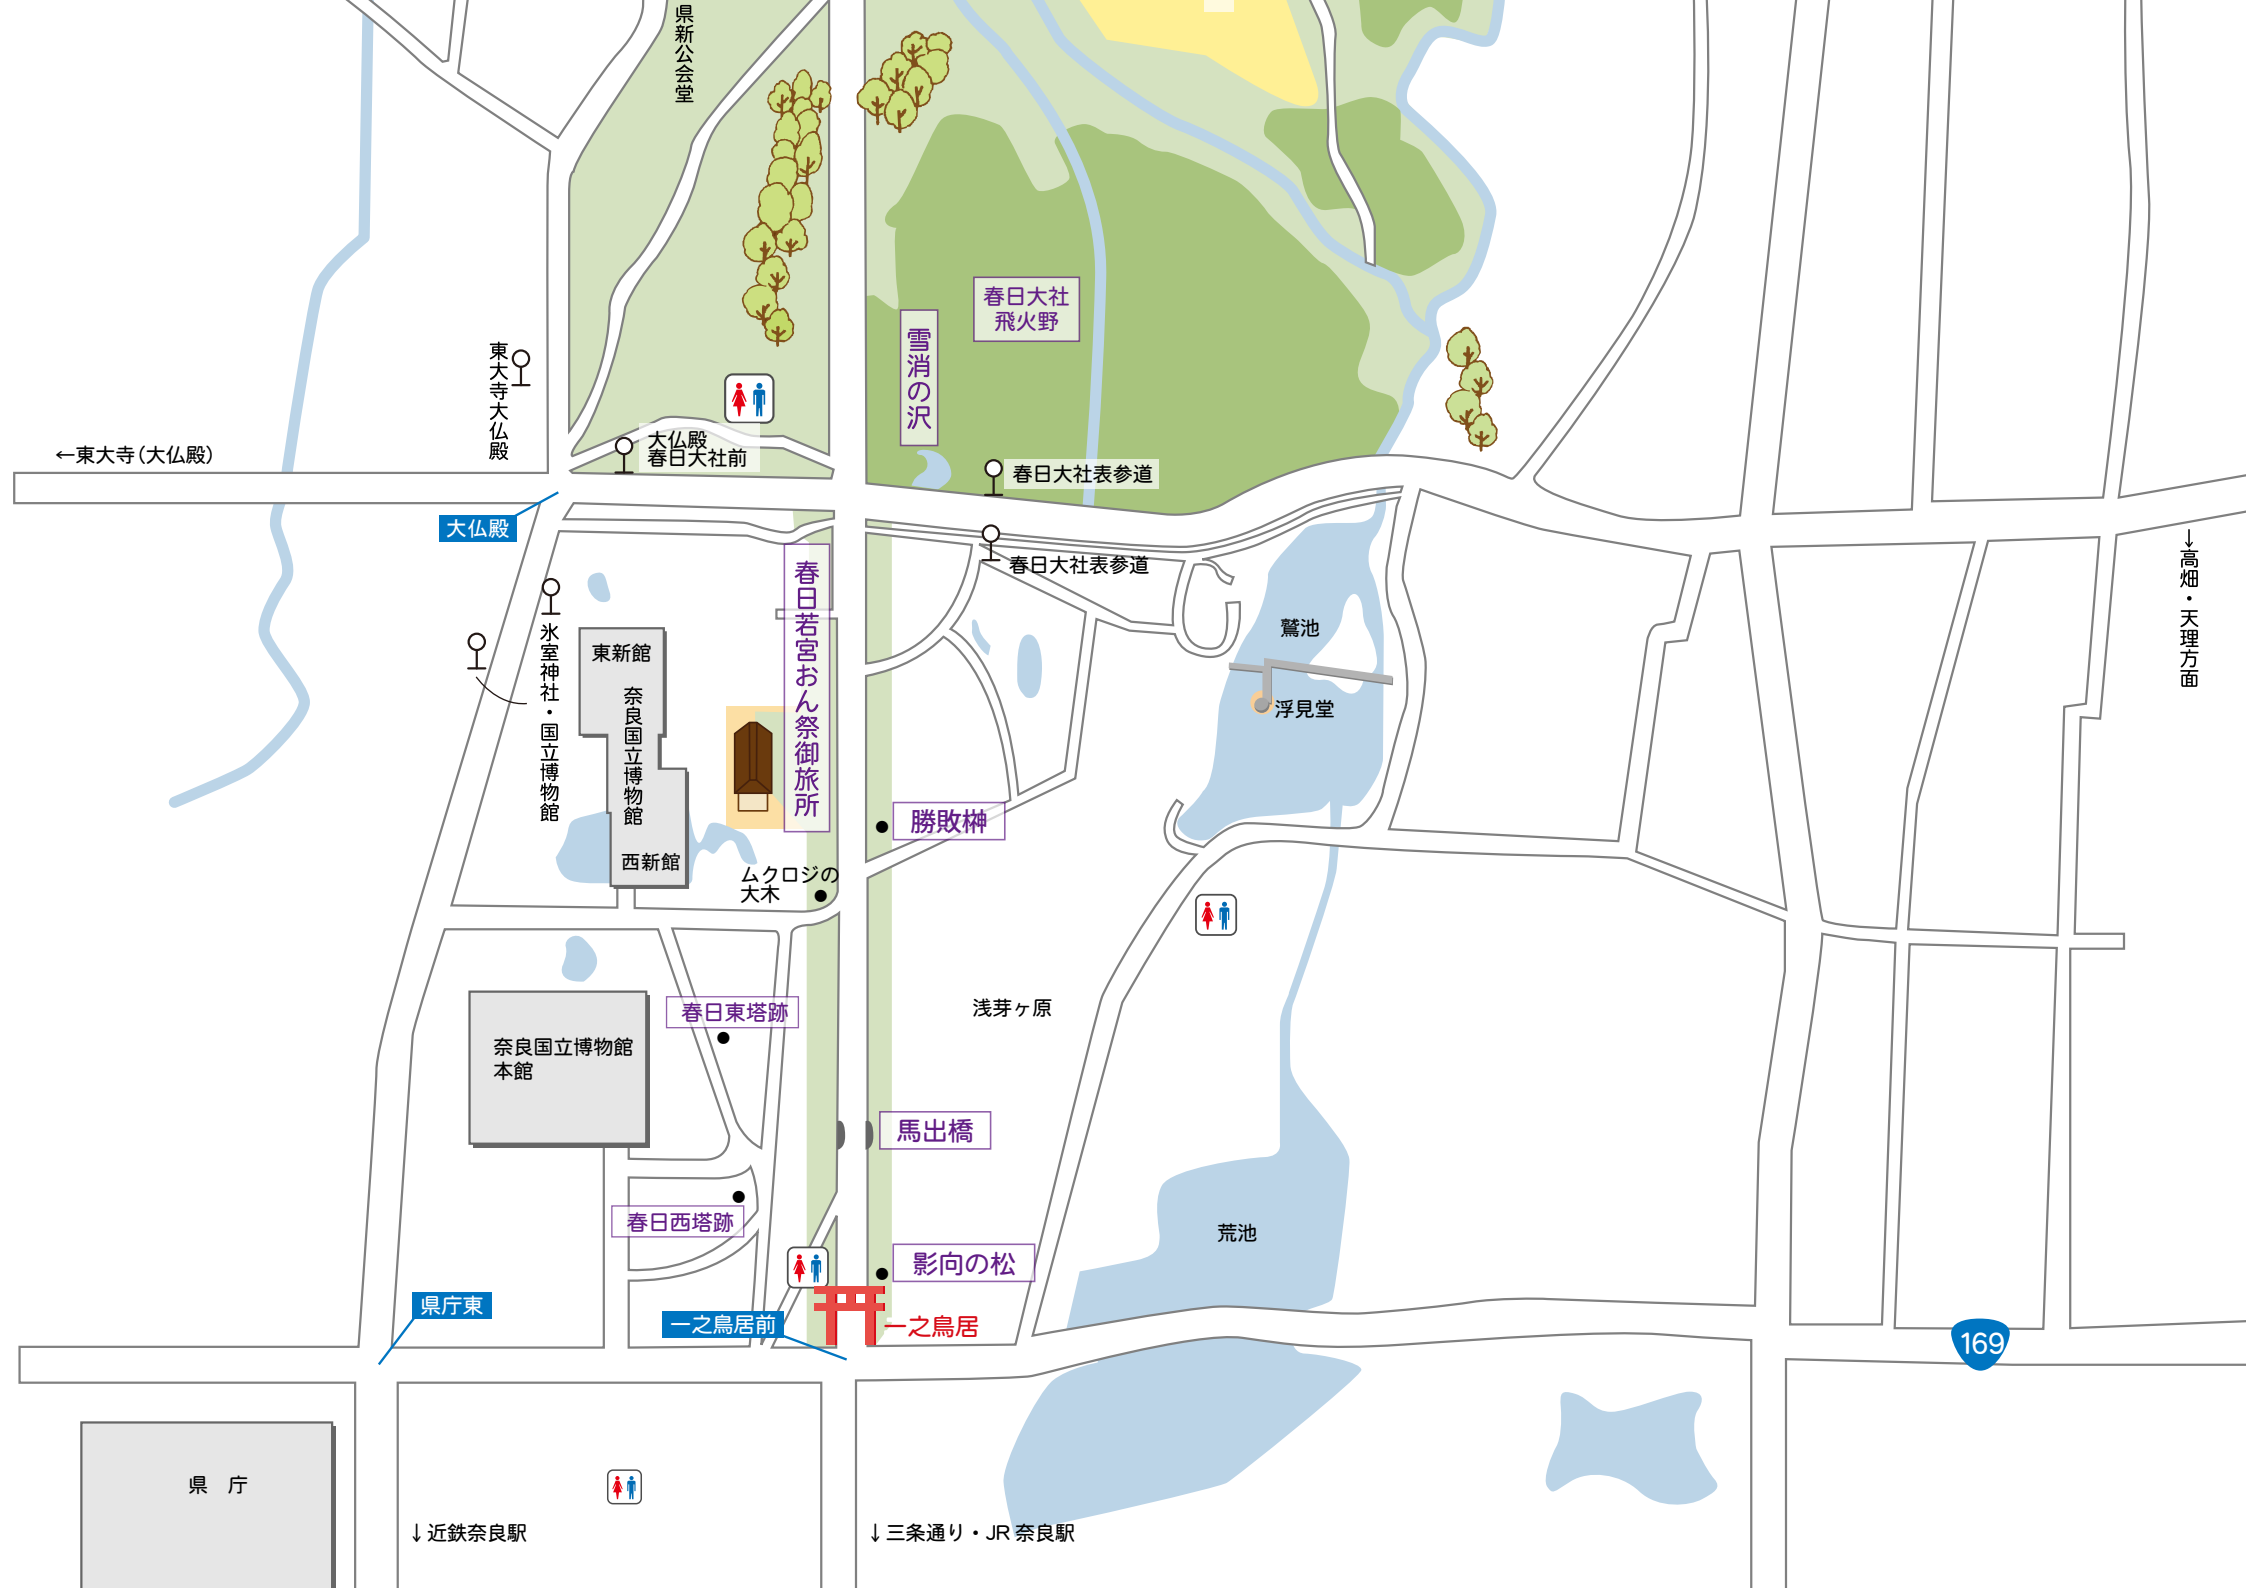 県新公会堂
春日大社
飛火野
雪消の沢
東大寺大仏殿
←東大寺(大仏殿)
大仏殿
春日大社前
春日大社表参道
大仏殿
春日大社表参道
↓高畑・天理方面
春日若宮おん祭御旅所
氷室神社・国立博物館
東新館
奈良国立博物館
西新館
鷲池
浮見堂
勝敗榊
ムクロジの
大木
春日東塔跡
浅芽ヶ原
奈良国立博物館
本館
馬出橋
春日西塔跡
荒池
影向の松
県庁東
一之鳥居前
一之鳥居
169
県 庁
↓近鉄奈良駅
↓三条通り・JR 奈良駅